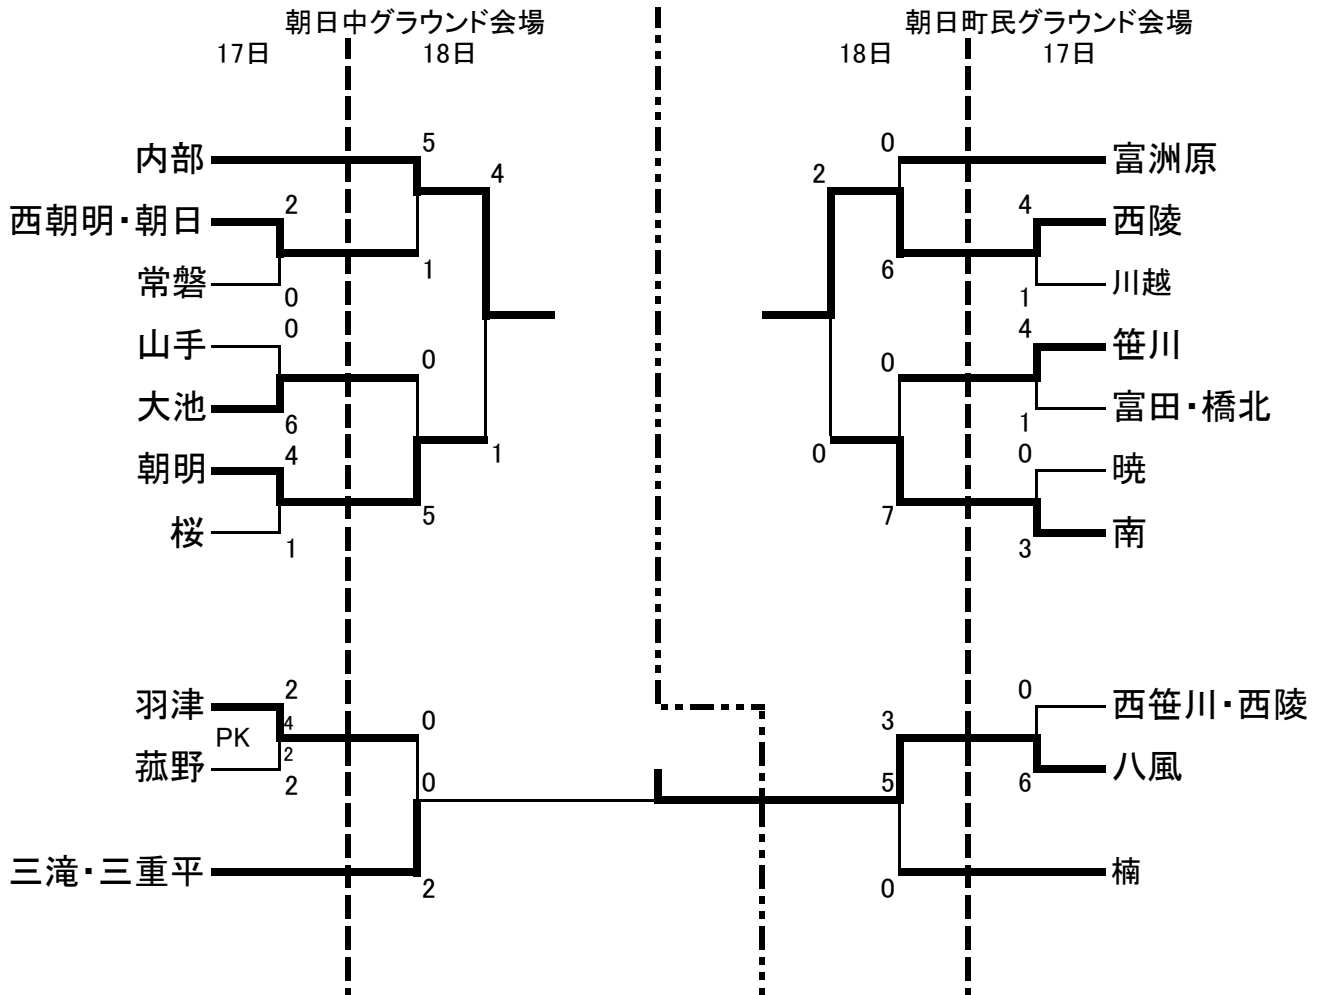 朝日中グラウンド会場 朝日町民グラウンド会場
17日 18日 18日 17日
5 0
内部 4 2 富洲原
2 4
西朝明・朝日 西陵
1 6
常磐 0 1 川越
0 4
山手 0 0 笹川
大池 富田・橋北
6 1
4 1 0 0
朝明 暁
5 7
桜 1 3 南
2 0
羽津 0 3 西笹川・西陵
4
PK
2
菰野 2 0 5 6 八風
三滝・三重平 2 0 楠